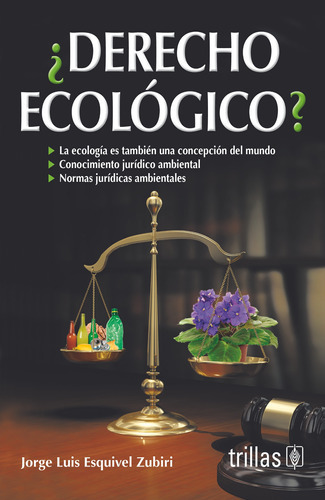 ¿DERECHO
ECOLÓGICO?
La ecología es también una concepción del mundo
Conocimiento jurídico ambiental
Normas jurídicas ambientales
Jorge Luis Esquivel Zubiri
trillas